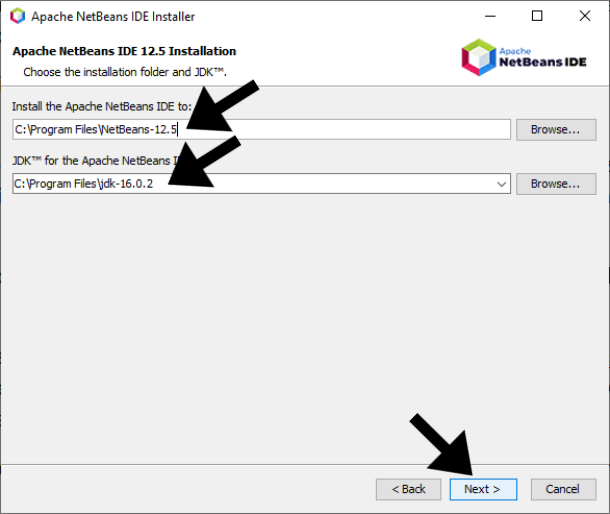 Apache NetBeans IDE Installer
Apache NetBeans IDE 12.5 Installation
Choose the installation folder and JDK™.
Apache
NetBeans IDE
Install the Apache NetBeans IDE to:
C:\Program Files\NetBeans-12.5
Browse...
JDK™ for the Apache NetBeans
C:\Program Files\jdk-16.0.2
Browse...
< Back
Next >
Cancel